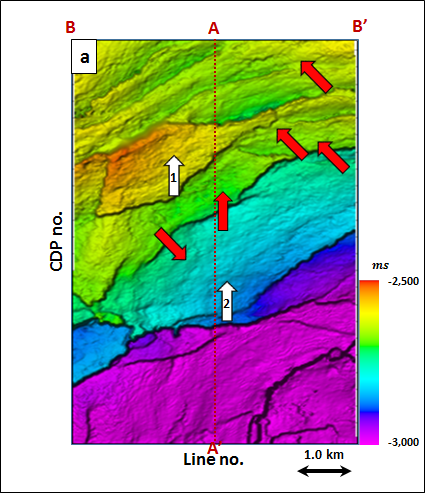 B A B'
a
1
2
CDP no.
ms
-2,500
-3,000
A'
Line no.
1.0 km